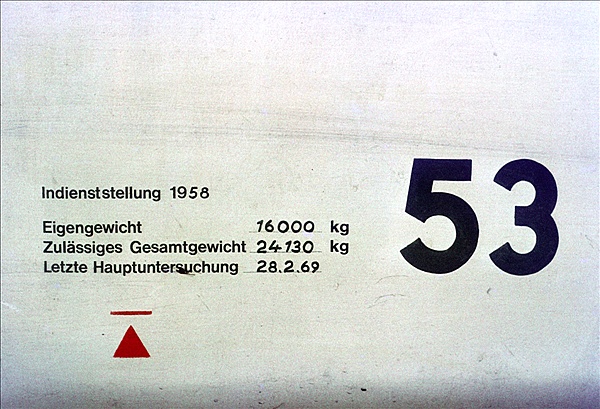 Indienststellung 1958
Eigengewicht 16000 kg
Zulässiges Gesamtgewicht 24130 kg
Letzte Hauptuntersuchung 28.2.69
53